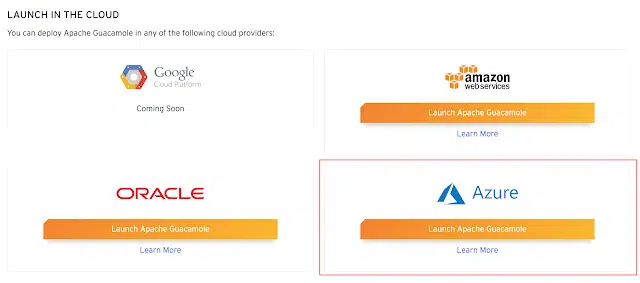 LAUNCH IN THE CLOUD
You can deploy Apache Guacamole in any of the following cloud providers:
Google
Cloud Platform
Coming Soon
amazon
webservices
Launch Apache Guacamole
Learn More
ORACLE
Launch Apache Guacamole
Learn More
Azure
Launch Apache Guacamole
Learn More